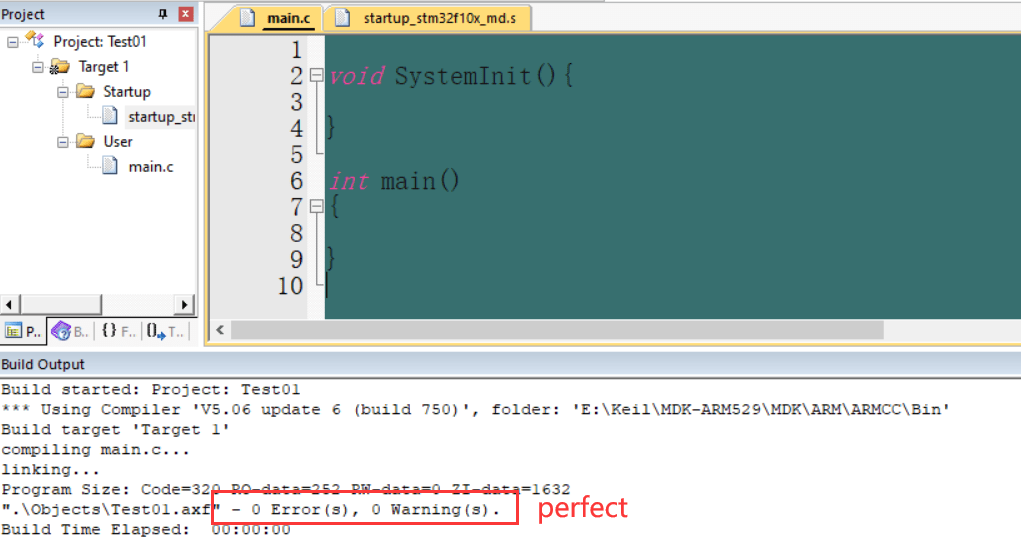 Project
main.c
startup_stm32f10x_md.s
Project: Test01
Target 1
Startup
startup_st
User
main.c
P..
B..
{} F..
T..
1
2 void SystemInit(){
3
4 }
5
6 int main()
7 {
8
9 }
10
Build Output
Build started: Project: Test01
*** Using Compiler 'V5.06 update 6 (build 750)', folder: 'E:\Keil\MDK-ARM529\MDK\ARM\ARMCC\Bin'
Build target 'Target 1'
compiling main.c...
linking...
Program Size: Code=320 RO-data=252 RW-data=0 ZI-data=1632
".\Objects\Test01.axf" - 0 Error(s), 0 Warning(s).
perfect
Build Time Elapsed:  00:00:00